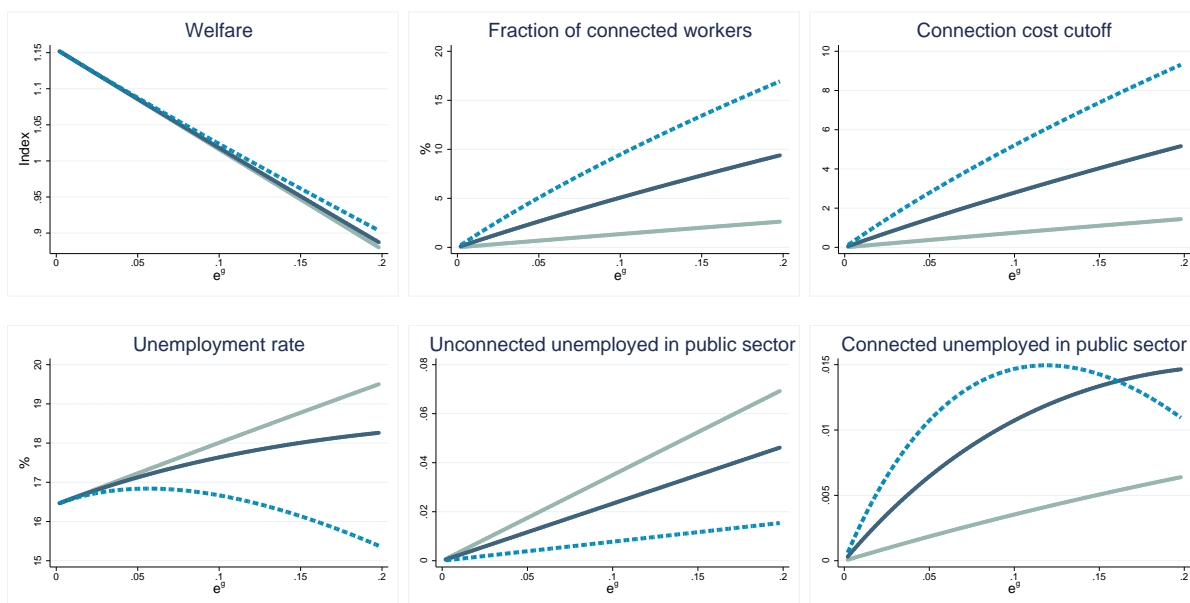 Welfare
Index
1.15
1.1
1.05
1
.95
.9
0 .05 .1 .15 .2
e^g
Fraction of connected workers
%
20
15
10
5
0
0 .05 .1 .15 .2
e^g
Connection cost cutoff
10
8
6
4
2
0
0 .05 .1 .15 .2
e^g
Unemployment rate
%
20
19
18
17
16
15
0 .05 .1 .15 .2
e^g
Unconnected unemployed in public sector
.08
.06
.04
.02
0
0 .05 .1 .15 .2
e^g
Connected unemployed in public sector
.015
.01
.005
0
0 .05 .1 .15 .2
e^g